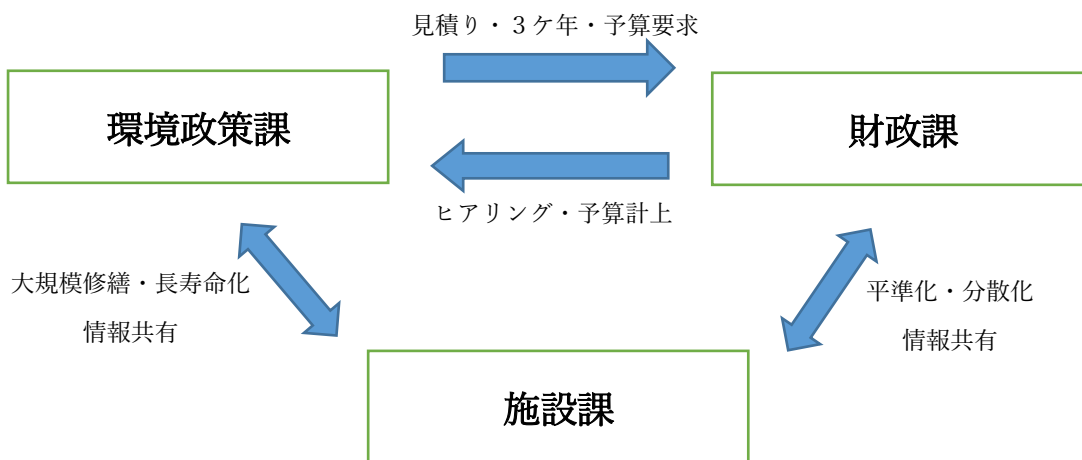 見積り・３ケ年・予算要求
環境政策課
財政課
ヒアリング・予算計上
大規模修繕・長寿命化
情報共有
平準化・分散化
情報共有
施設課